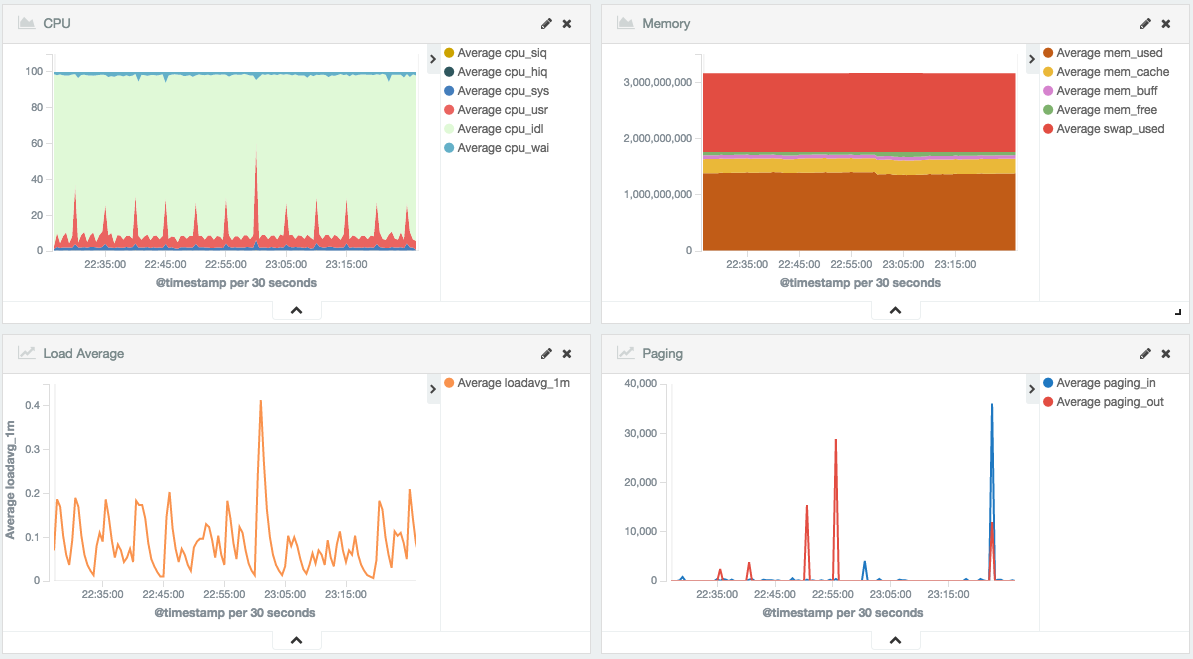 CPU
100
80
60
40
20
0
22:35:00 22:45:00 22:55:00 23:05:00 23:15:00
@timestamp per 30 seconds
Average cpu_siq
Average cpu_hiq
Average cpu_sys
Average cpu_usr
Average cpu_idl
Average cpu_wai
Memory
3,000,000,000
2,000,000,000
1,000,000,000
0
22:35:00 22:45:00 22:55:00 23:05:00 23:15:00
@timestamp per 30 seconds
Average mem_used
Average mem_cache
Average mem_buff
Average mem_free
Average swap_used
Load Average
Average loadavg_1m
0.4
0.3
0.2
0.1
0
22:35:00 22:45:00 22:55:00 23:05:00 23:15:00
@timestamp per 30 seconds
Average loadavg_1m
Paging
40,000
30,000
20,000
10,000
0
22:35:00 22:45:00 22:55:00 23:05:00 23:15:00
@timestamp per 30 seconds
Average paging_in
Average paging_out